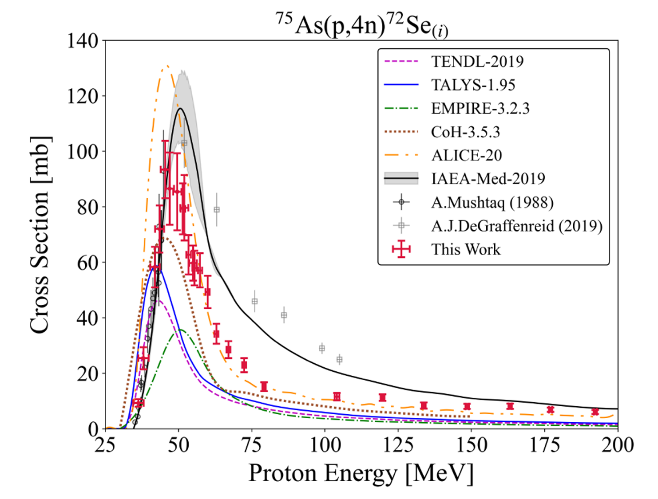 ⁷⁵As(p,4n)⁷²Se₍ᵢ₎
Cross Section [mb]
140
120
100
80
60
40
20
0
TENDL-2019
TALYS-1.95
EMPIRE-3.2.3
CoH-3.5.3
ALICE-20
IAEA-Med-2019
A.Mushtaq (1988)
A.J.DeGraffenreid (2019)
This Work
25 50 75 100 125 150 175 200
Proton Energy [MeV]